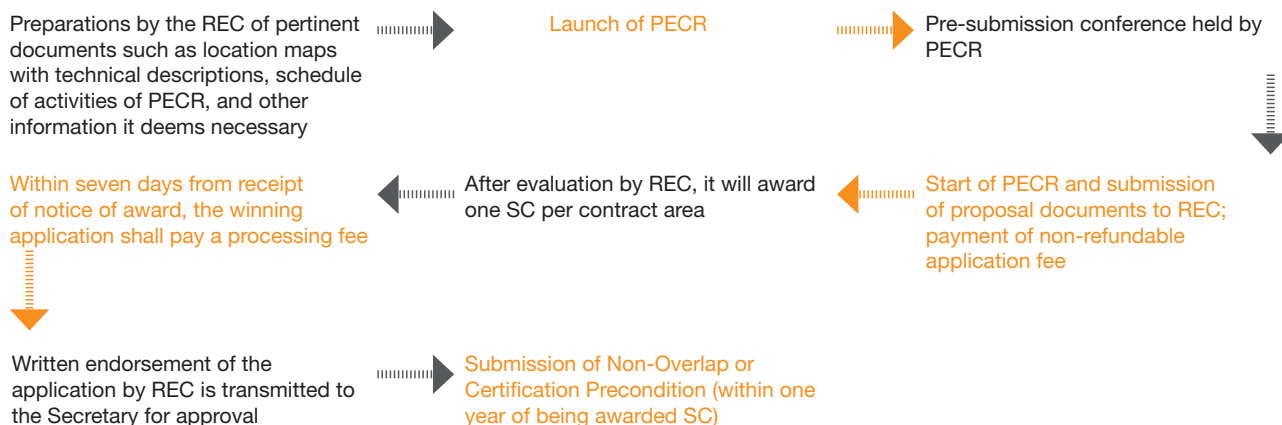 Preparations by the REC of pertinent
documents such as location maps
with technical descriptions, schedule
of activities of PECR, and other
information it deems necessary
Launch of PECR
Pre-submission conference held by
PECR
Start of PECR and submission
of proposal documents to REC;
payment of non-refundable
application fee
After evaluation by REC, it will award
one SC per contract area
Within seven days from receipt
of notice of award, the winning
application shall pay a processing fee
Written endorsement of the
application by REC is transmitted to
the Secretary for approval
Submission of Non-Overlap or
Certification Precondition (within one
year of being awarded SC)